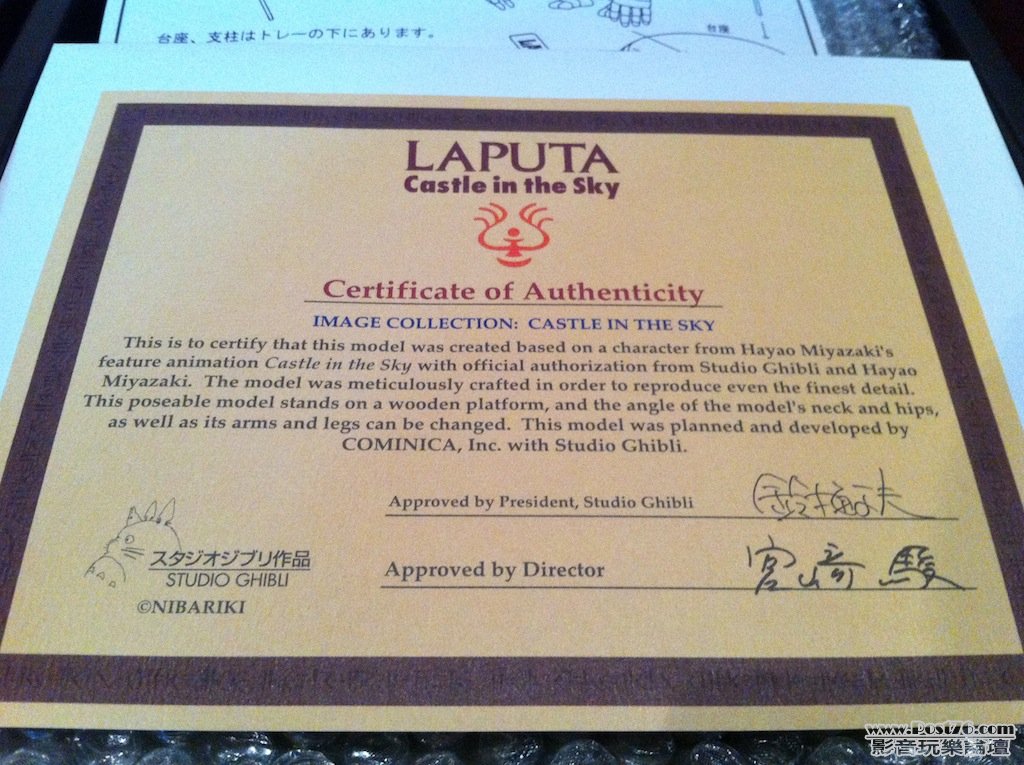 台座、支柱はトレーの下にあります。
台座
LAPUTA
Castle in the Sky
Certificate of Authenticity
IMAGE COLLECTION: CASTLE IN THE SKY
This is to certify that this model was created based on a character from Hayao Miyazaki's
feature animation Castle in the Sky with official authorization from Studio Ghibli and Hayao
Miyazaki. The model was meticulously crafted in order to reproduce even the finest detail.
This poseable model stands on a wooden platform, and the angle of the model's neck and hips,
as well as its arms and legs can be changed. This model was planned and developed by
COMINICA, Inc. with Studio Ghibli.
Approved by President, Studio Ghibli 鈴木敏夫
スタジオジブリ作品
STUDIO GHIBLI
Approved by Director 宮崎駿
©NIBARIKI
www.Post76.com
影音玩樂論壇